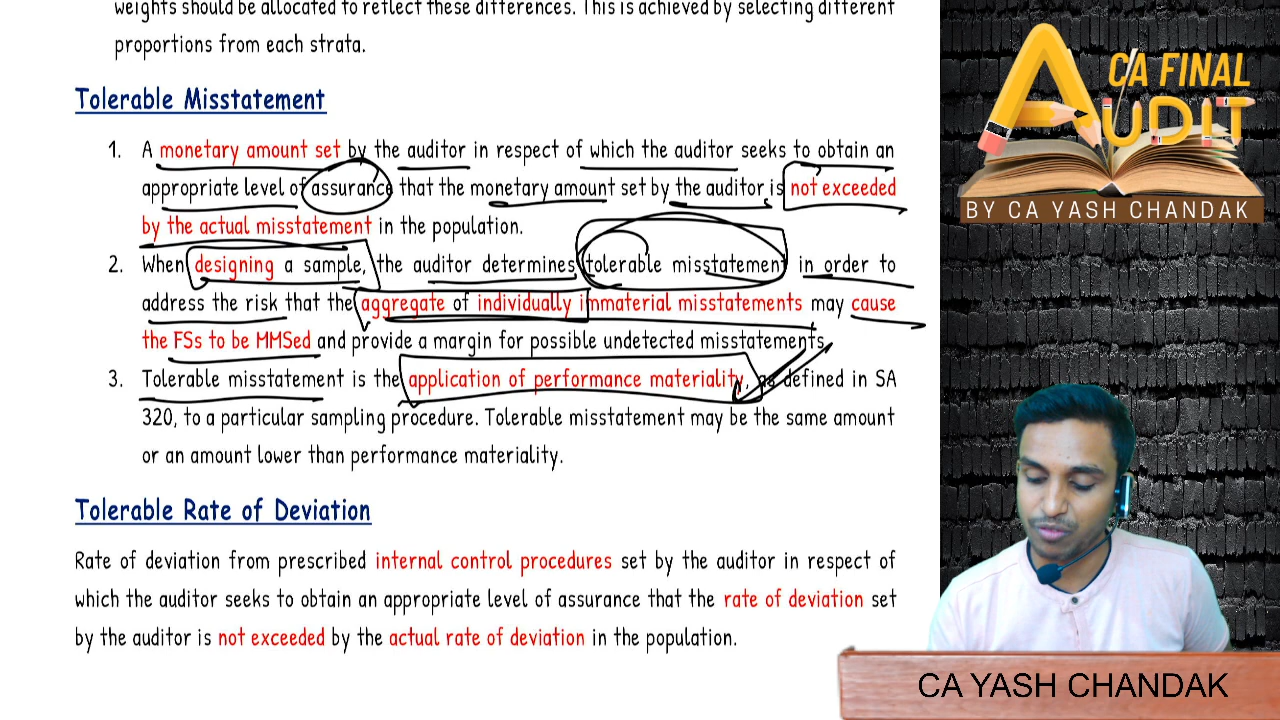 weights should be allocated to reflect these differences. This is achieved by selecting different
proportions from each strata.
Tolerable Misstatement
1. A monetary amount set by the auditor in respect of which the auditor seeks to obtain an
appropriate level of assurance that the monetary amount set by the auditor is not exceeded
by the actual misstatement in the population.
2. When designing a sample, the auditor determines tolerable misstatement in order to
address the risk that the aggregate of individually immaterial misstatements may cause
the FSs to be MMSed and provide a margin for possible undetected misstatements.
3. Tolerable misstatement is the application of performance materiality, as defined in SA
320, to a particular sampling procedure. Tolerable misstatement may be the same amount
or an amount lower than performance materiality.
Tolerable Rate of Deviation
Rate of deviation from prescribed internal control procedures set by the auditor in respect of
which the auditor seeks to obtain an appropriate level of assurance that the rate of deviation set
by the auditor is not exceeded by the actual rate of deviation in the population.
CA FINAL
AUDIT
BY CA YASH CHANDAK
CA YASH CHANDAK